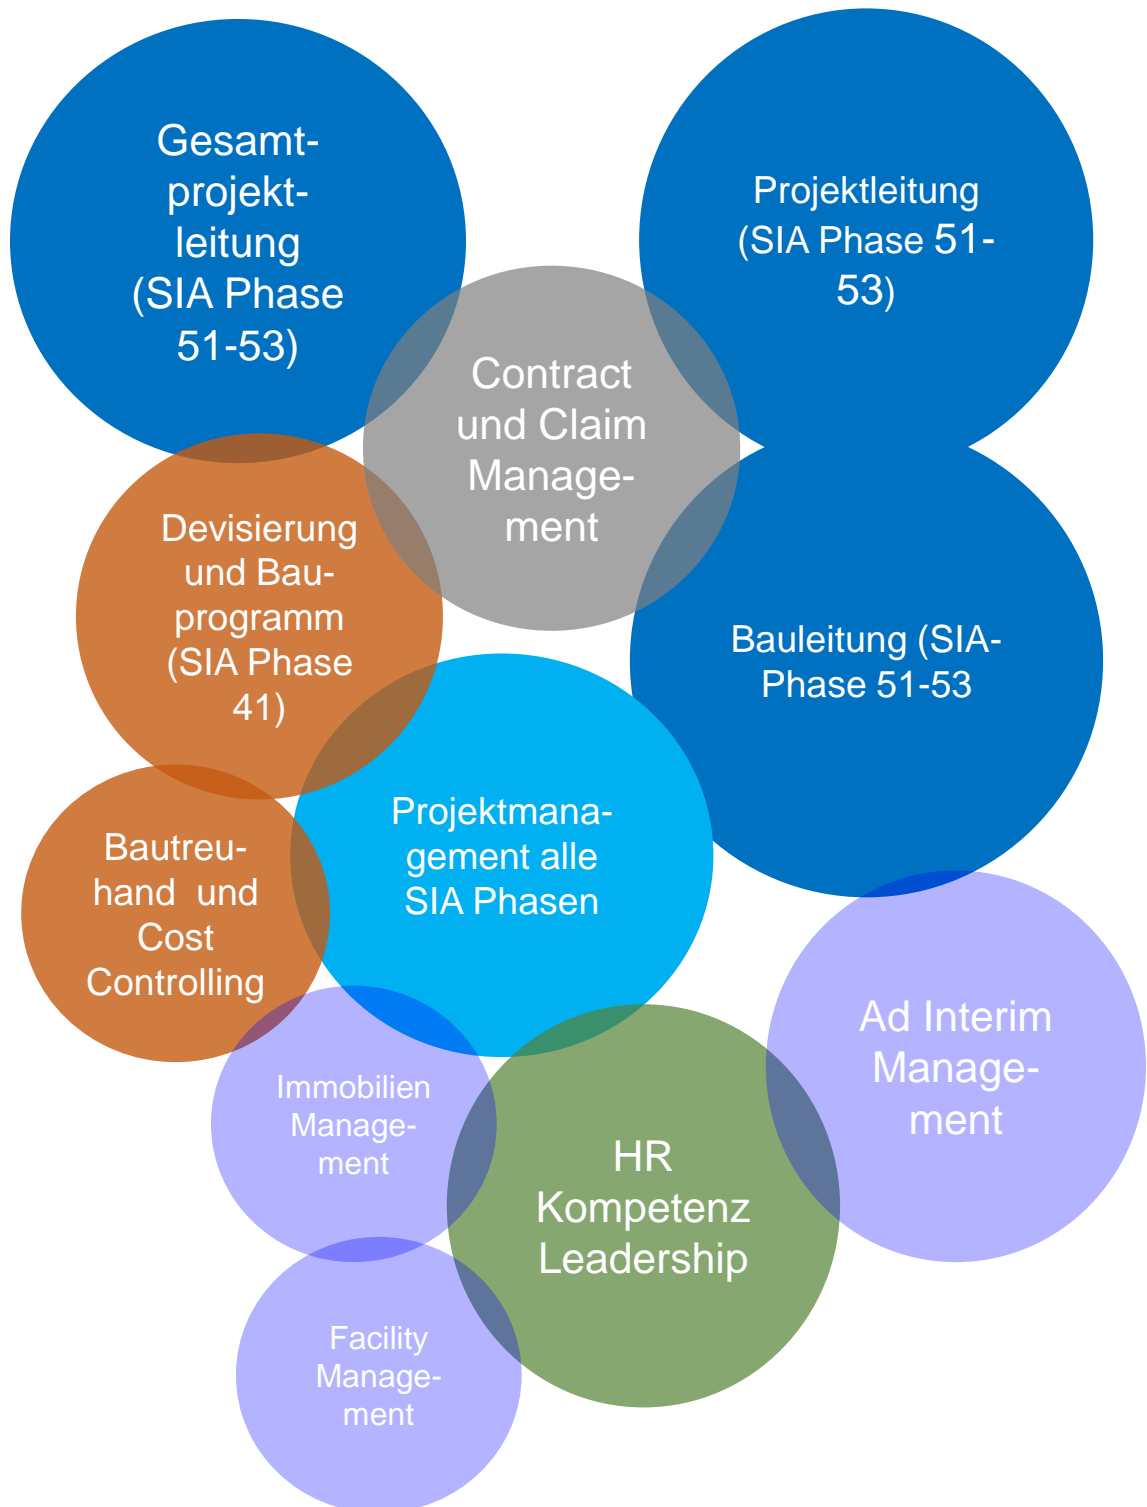 Gesamt-
projekt-
leitung
(SIA Phase
51-53)
Projektleitung
(SIA Phase 51-
53)
Contract
und Claim
Manage-
ment
Devisierung
und Bau-
programm
(SIA Phase
41)
Bauleitung (SIA-
Phase 51-53
Projektmana-
gement alle
SIA Phasen
Bautreu-
hand und
Cost
Controlling
Ad Interim
Manage-
ment
Immobilien
Manage-
ment
HR
Kompetenz
Leadership
Facility
Manage-
ment